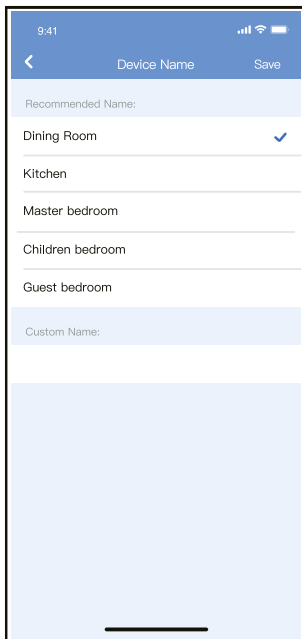 9:41
Device Name Save
Recommended Name:
Dining Room
Kitchen
Master bedroom
Children bedroom
Guest bedroom
Custom Name: